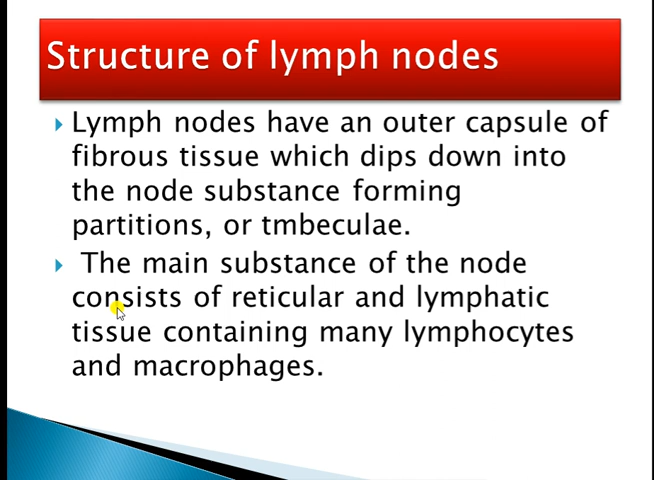 Structure of lymph nodes
Lymph nodes have an outer capsule of
fibrous tissue which dips down into
the node substance forming
partitions, or tmbeculae.
The main substance of the node
consists of reticular and lymphatic
tissue containing many lymphocytes
and macrophages.